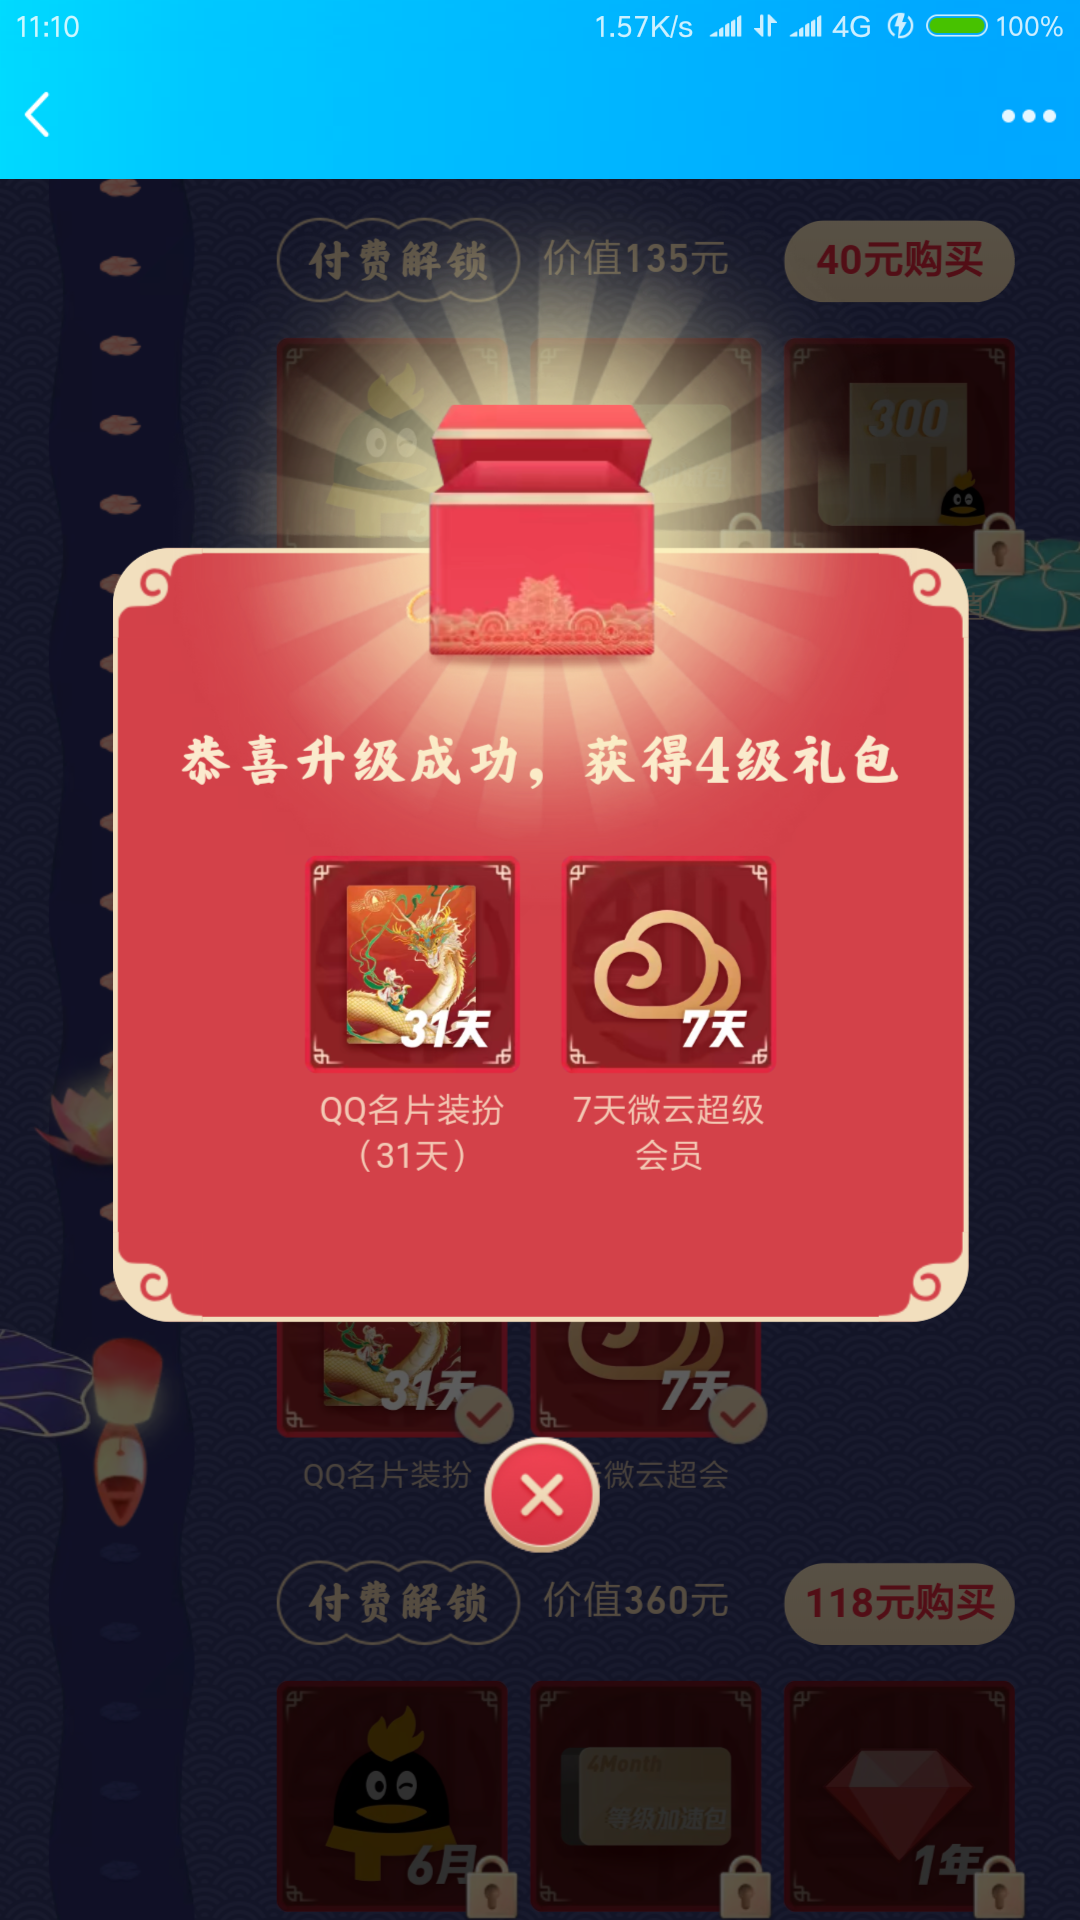 11:10
1.57K/s 4G 100%
付费解锁 价值135元 40元购买
300
恭喜升级成功，获得4级礼包
31天 7天
QQ名片装扮
（31天）
7天微云超级
会员
31天 7天
QQ名片装扮 微云超会
付费解锁 价值360元 118元购买
4Month
等级加速包
6月 1年